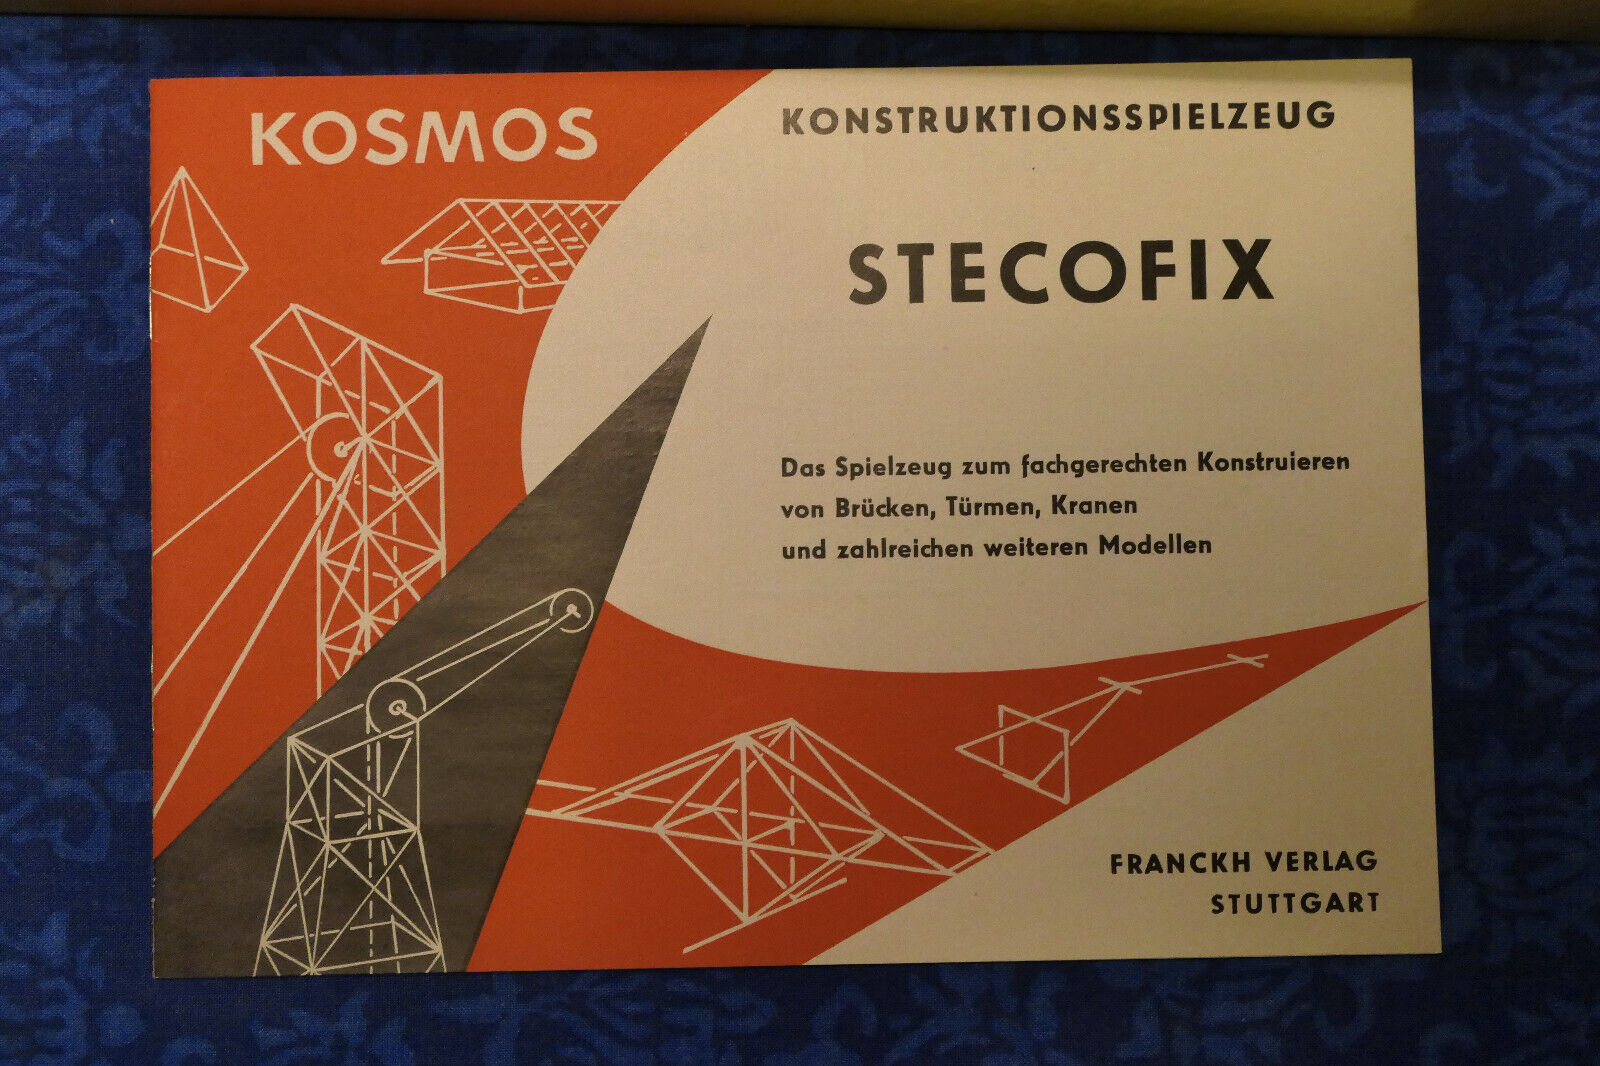 KOSMOS
KONSTRUKTIONSSPIELZEUG
STECOFIX
Das Spielzeug zum fachgerechten Konstruieren
von Brücken, Türmen, Kranen
und zahlreichen weiteren Modellen
FRANCKH VERLAG
STUTTGART